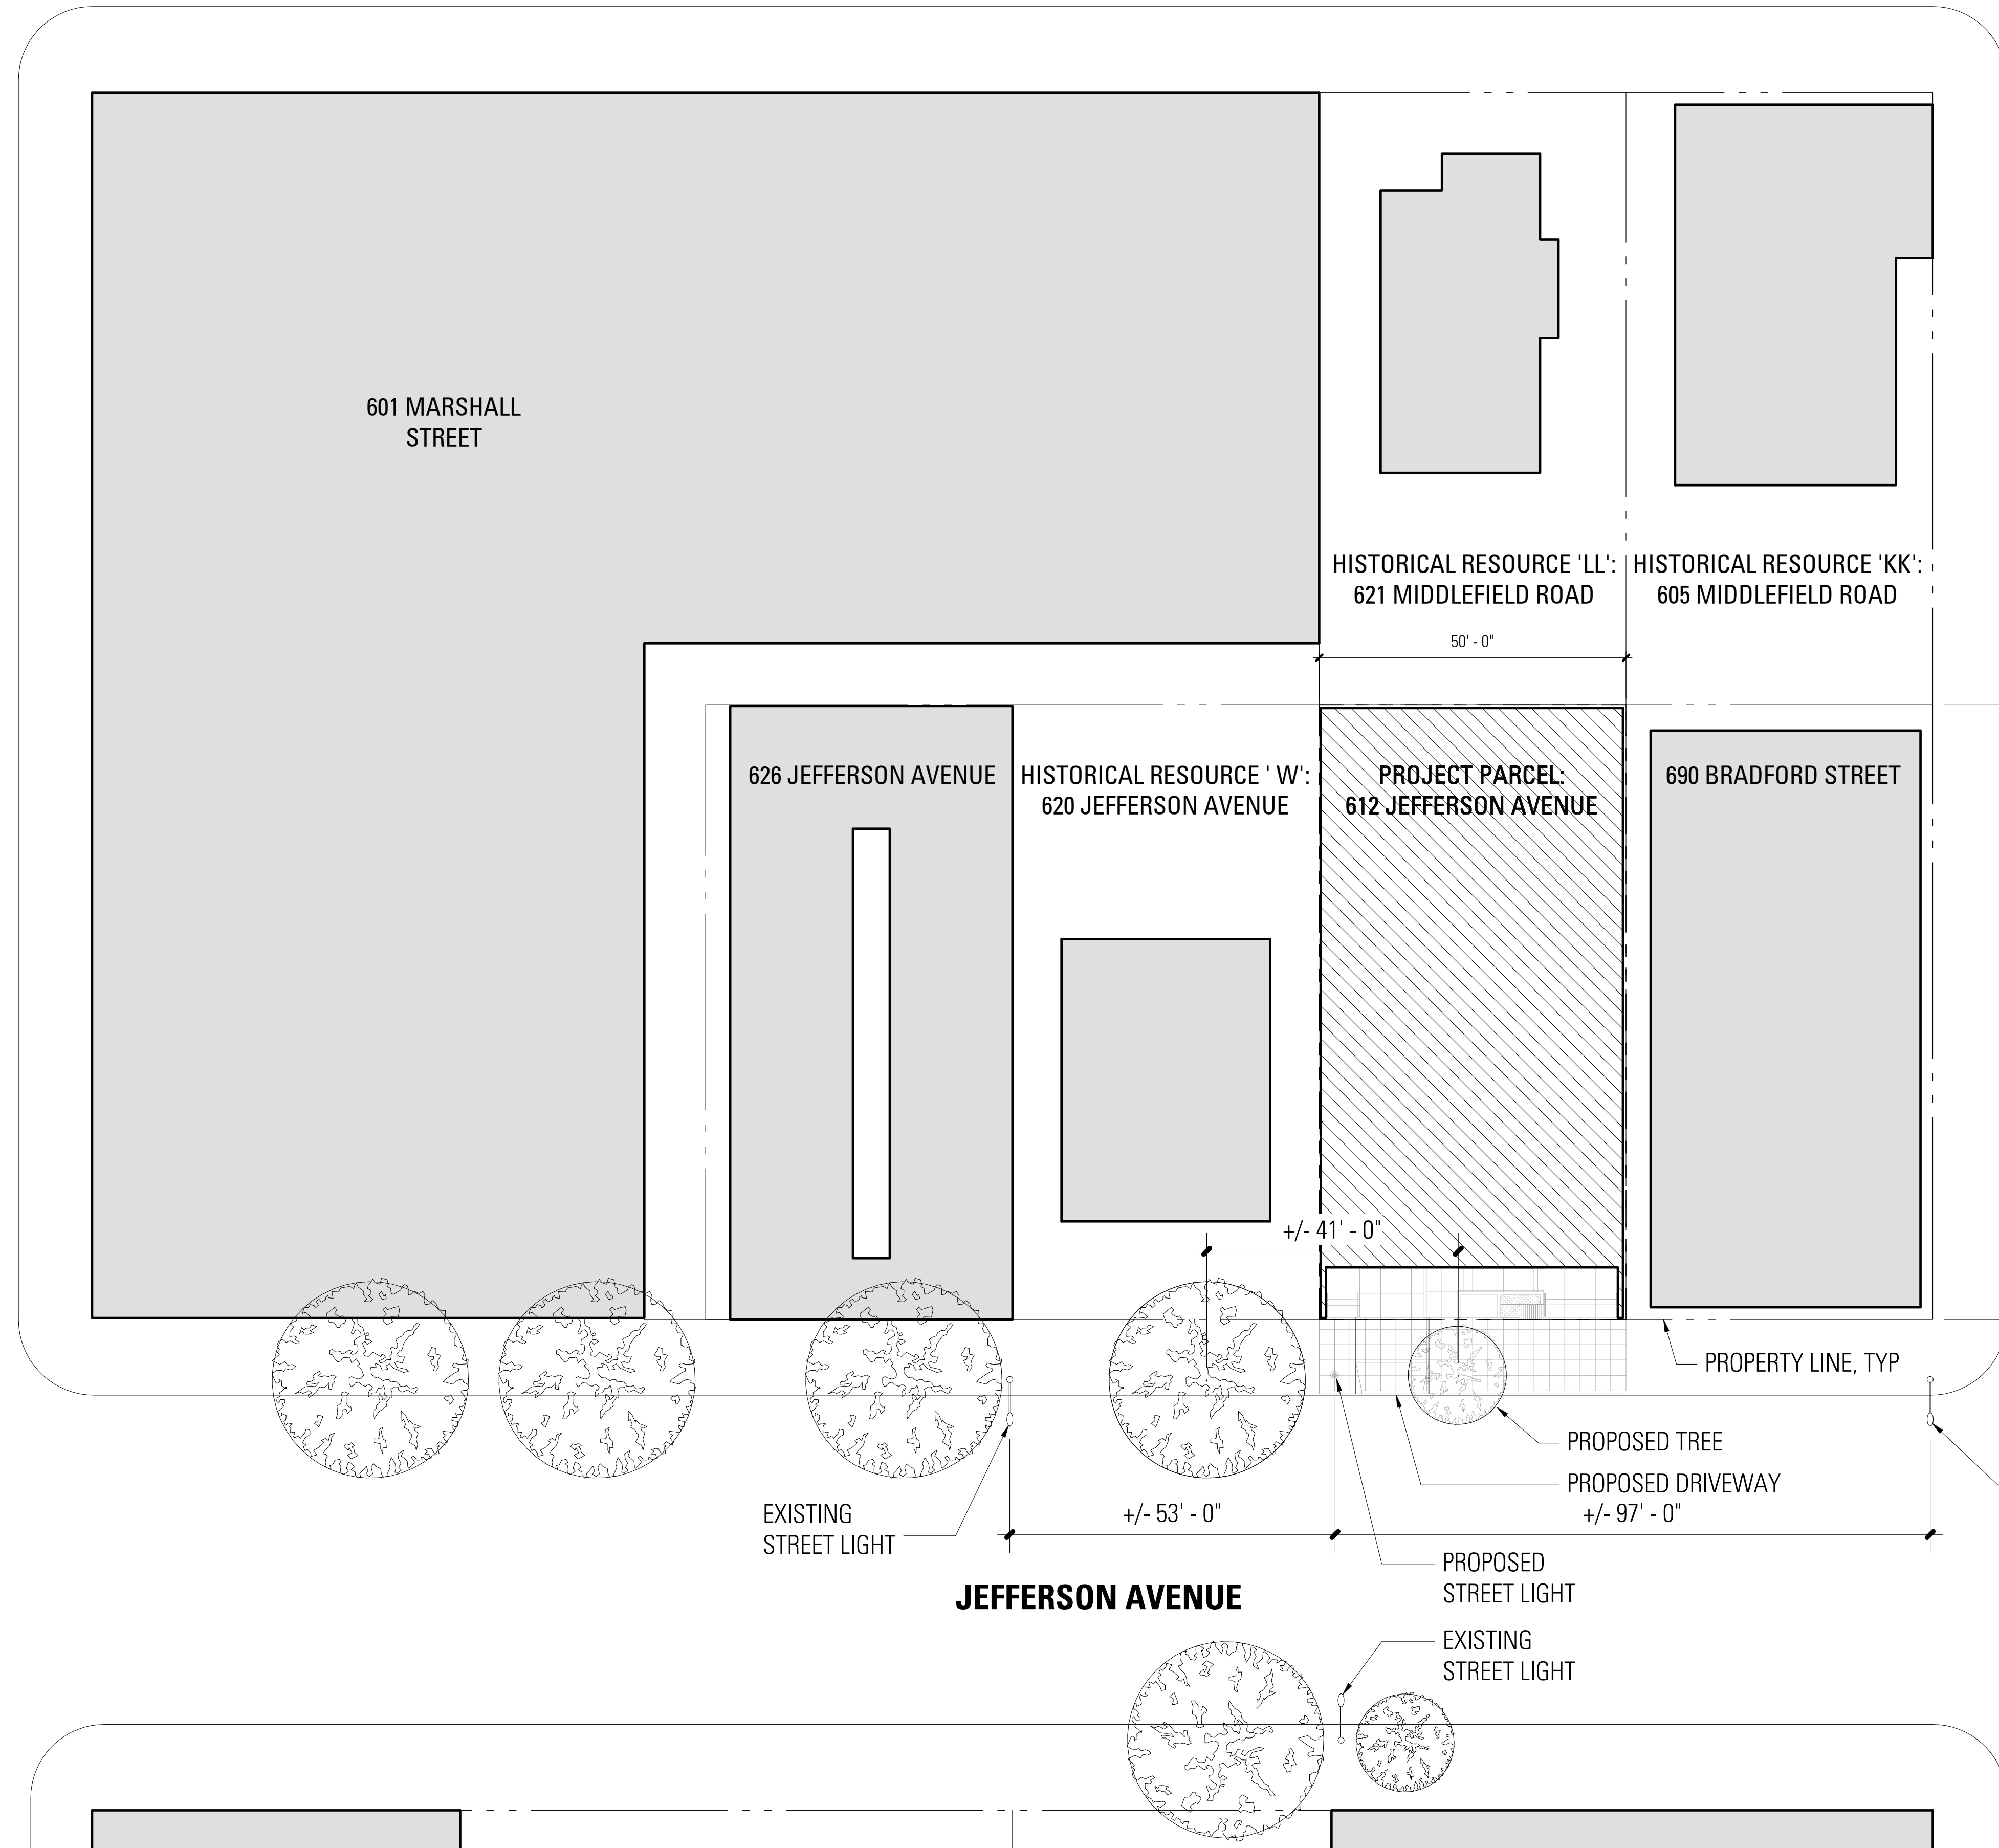 601 MARSHALL
STREET
HISTORICAL RESOURCE 'LL':
621 MIDDLEFIELD ROAD
HISTORICAL RESOURCE 'KK':
605 MIDDLEFIELD ROAD
50' - 0"
626 JEFFERSON AVENUE
HISTORICAL RESOURCE ' W':
620 JEFFERSON AVENUE
PROJECT PARCEL:
612 JEFFERSON AVENUE
690 BRADFORD STREET
+/- 41' - 0"
PROPERTY LINE, TYP
PROPOSED TREE
PROPOSED DRIVEWAY
EXISTING
STREET LIGHT
+/- 53' - 0"
+/- 97' - 0"
PROPOSED
STREET LIGHT
JEFFERSON AVENUE
EXISTING
STREET LIGHT